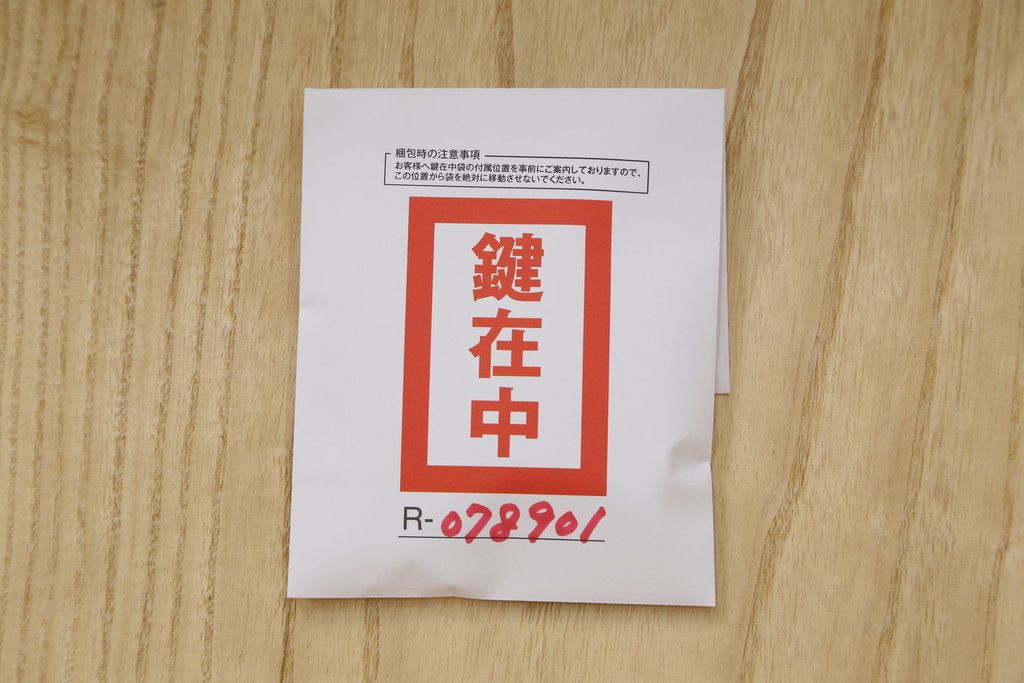 梱包時の注意事項
お客様へ鍵在中袋の付属位置を事前にご案内しておりますので、
この位置から袋を絶対に移動させないでください。
鍵在中
R-078901